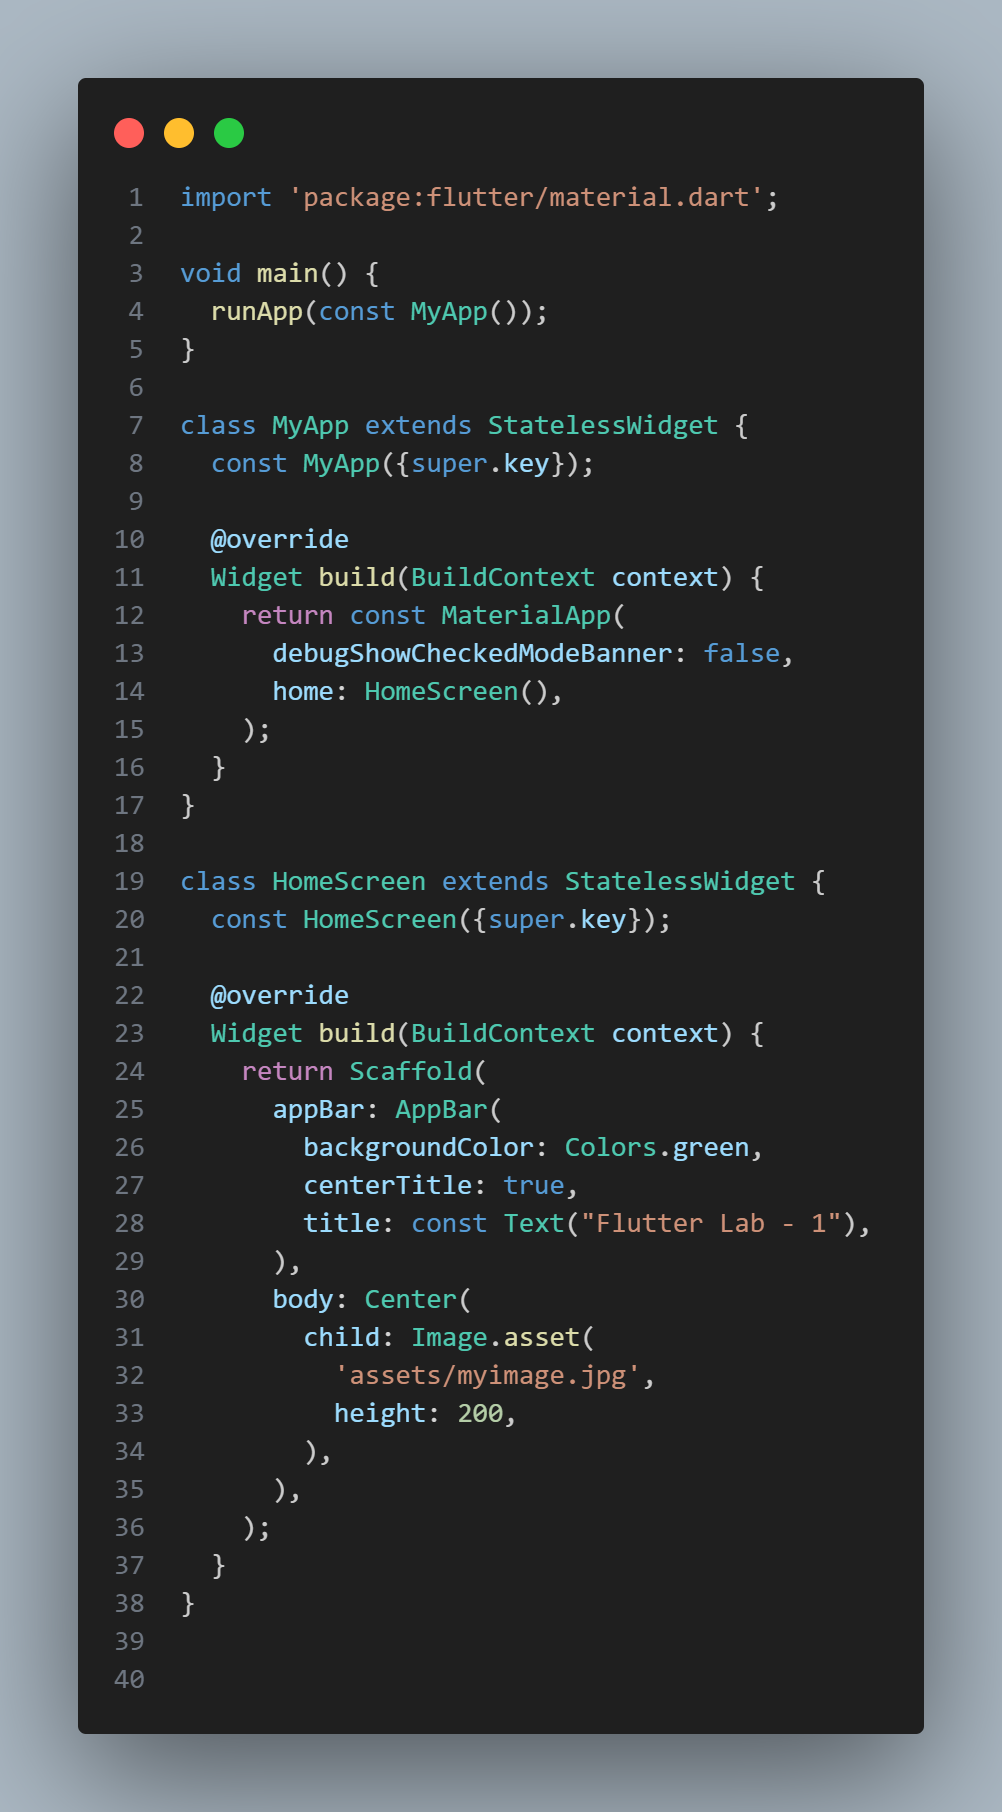 1 import 'package:flutter/material.dart';
2
3 void main() {
4   runApp(const MyApp());
5 }
6
7 class MyApp extends StatelessWidget {
8   const MyApp({super.key});
9
10   @override
11   Widget build(BuildContext context) {
12     return const MaterialApp(
13       debugShowCheckedModeBanner: false,
14       home: HomeScreen(),
15     );
16   }
17 }
18
19 class HomeScreen extends StatelessWidget {
20   const HomeScreen({super.key});
21
22   @override
23   Widget build(BuildContext context) {
24     return Scaffold(
25       appBar: AppBar(
26         backgroundColor: Colors.green,
27         centerTitle: true,
28         title: const Text("Flutter Lab - 1"),
29       ),
30       body: Center(
31         child: Image.asset(
32           'assets/myimage.jpg',
33           height: 200,
34         ),
35       ),
36     );
37   }
38 }
39
40